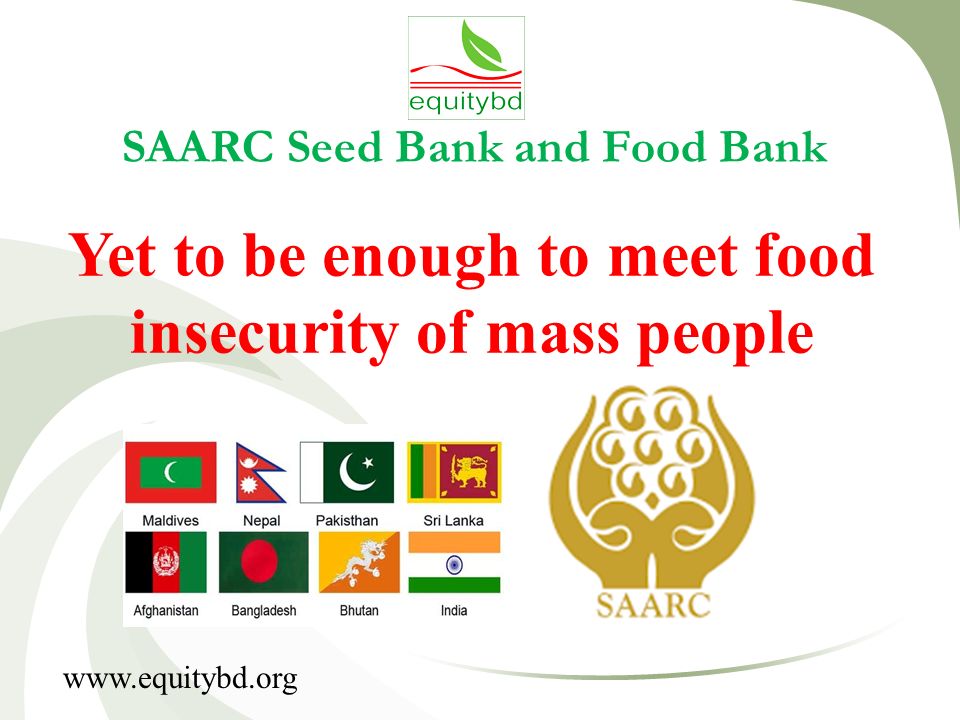 equitybd
SAARC Seed Bank and Food Bank
Yet to be enough to meet food
insecurity of mass people
Maldives Nepal Pakisthan Sri Lanka
Afghanistan Bangladesh Bhutan India
SAARC
www.equitybd.org